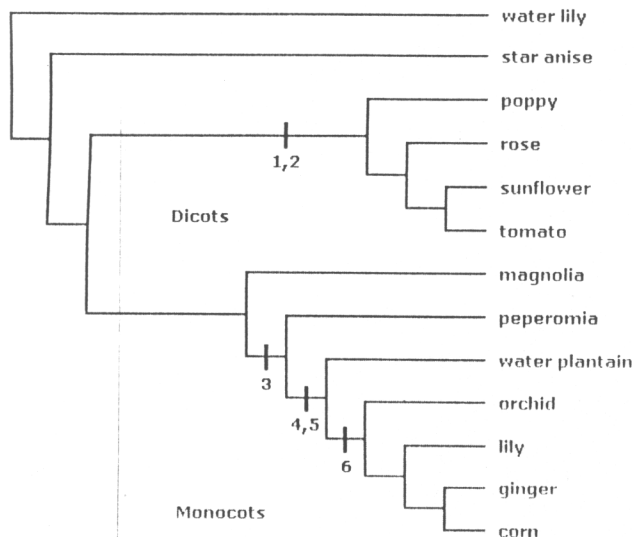 water lily
star anise
poppy
rose
1,2
sunflower
Dicots
tomato
magnolia
peperomia
water plantain
3
orchid
4,5
lily
6
ginger
Monocots
corn